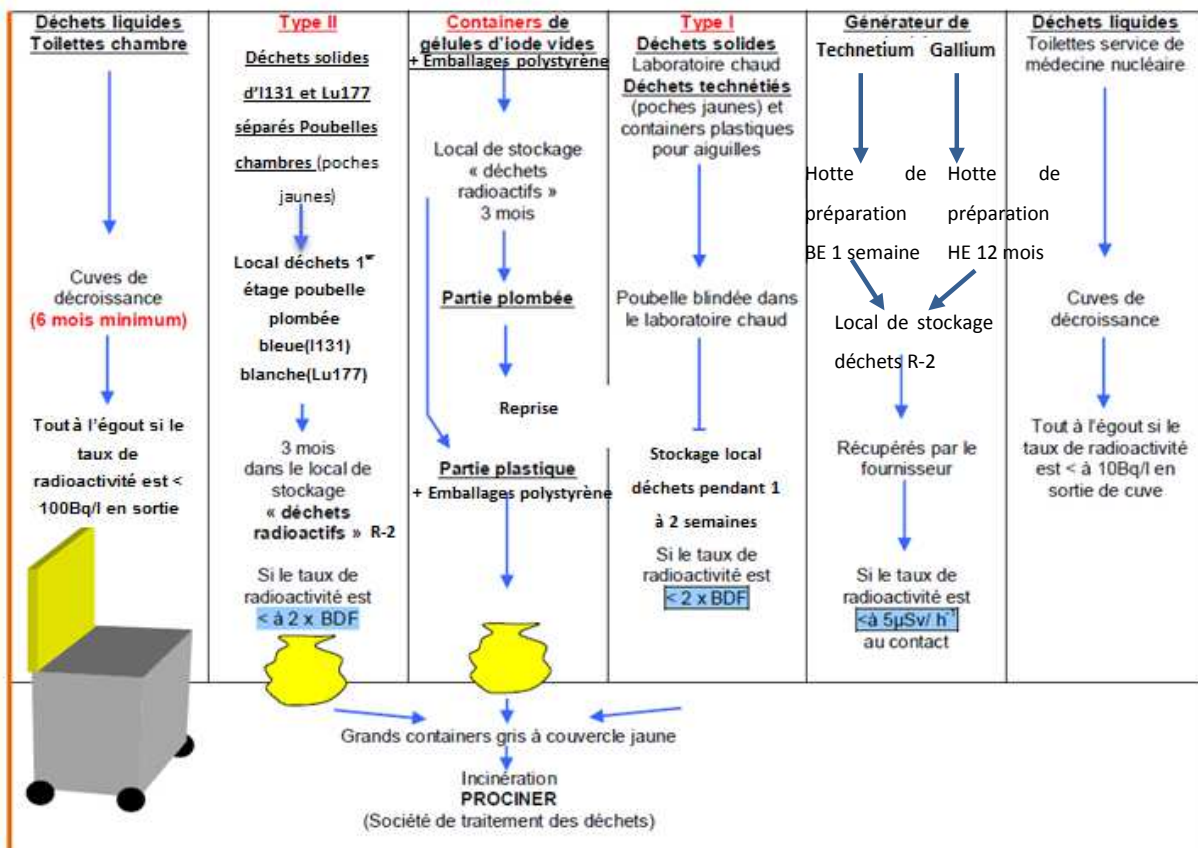 Déchets liquides
Toilettes chambre
Cuves de
décroissance
(6 mois minimum)
Tout à l'égout si le
taux de
radioactivité est <
100Bq/l en sortie
Type II
Déchets solides
d'I131 et Lu177
séparés Poubelles
chambres (poches
jaunes)
Local déchets 1er
étage poubelle
plombée
bleue(I131)
blanche(Lu177)
3 mois
dans le local de
stockage
« déchets
radioactifs » R-2
Si le taux de
radioactivité est
< à 2 x BDF
Containers de
gélules d'iode vides
+ Emballages polystyrène
Local de stockage
« déchets
radioactifs »
3 mois
Partie plombée
Reprise
Partie plastique
+ Emballages polystyrène
Type I
Déchets solides
Laboratoire chaud
Déchets technétiés
(poches jaunes) et
containers plastiques
pour aiguilles
Poubelle blindée dans
le laboratoire chaud
Stockage local
déchets pendant 1
à 2 semaines
Si le taux de
radioactivité est
< 2 x BDF
Générateur de
Technetium Gallium
Hotte de Hotte de
préparation préparation
BE 1 semaine HE 12 mois
Local de stockage
déchets R-2
Récupérés par le
fournisseur
Si le taux de
radioactivité est
<à 5µSv/ h-1
au contact
Déchets liquides
Toilettes service de
médecine nucléaire
Cuves de
décroissance
Tout à l'égout si le
taux de radioactivité
est < à 10Bq/l en
sortie de cuve
Grands containers gris à couvercle jaune
Incinération
PROCINER
(Société de traitement des déchets)